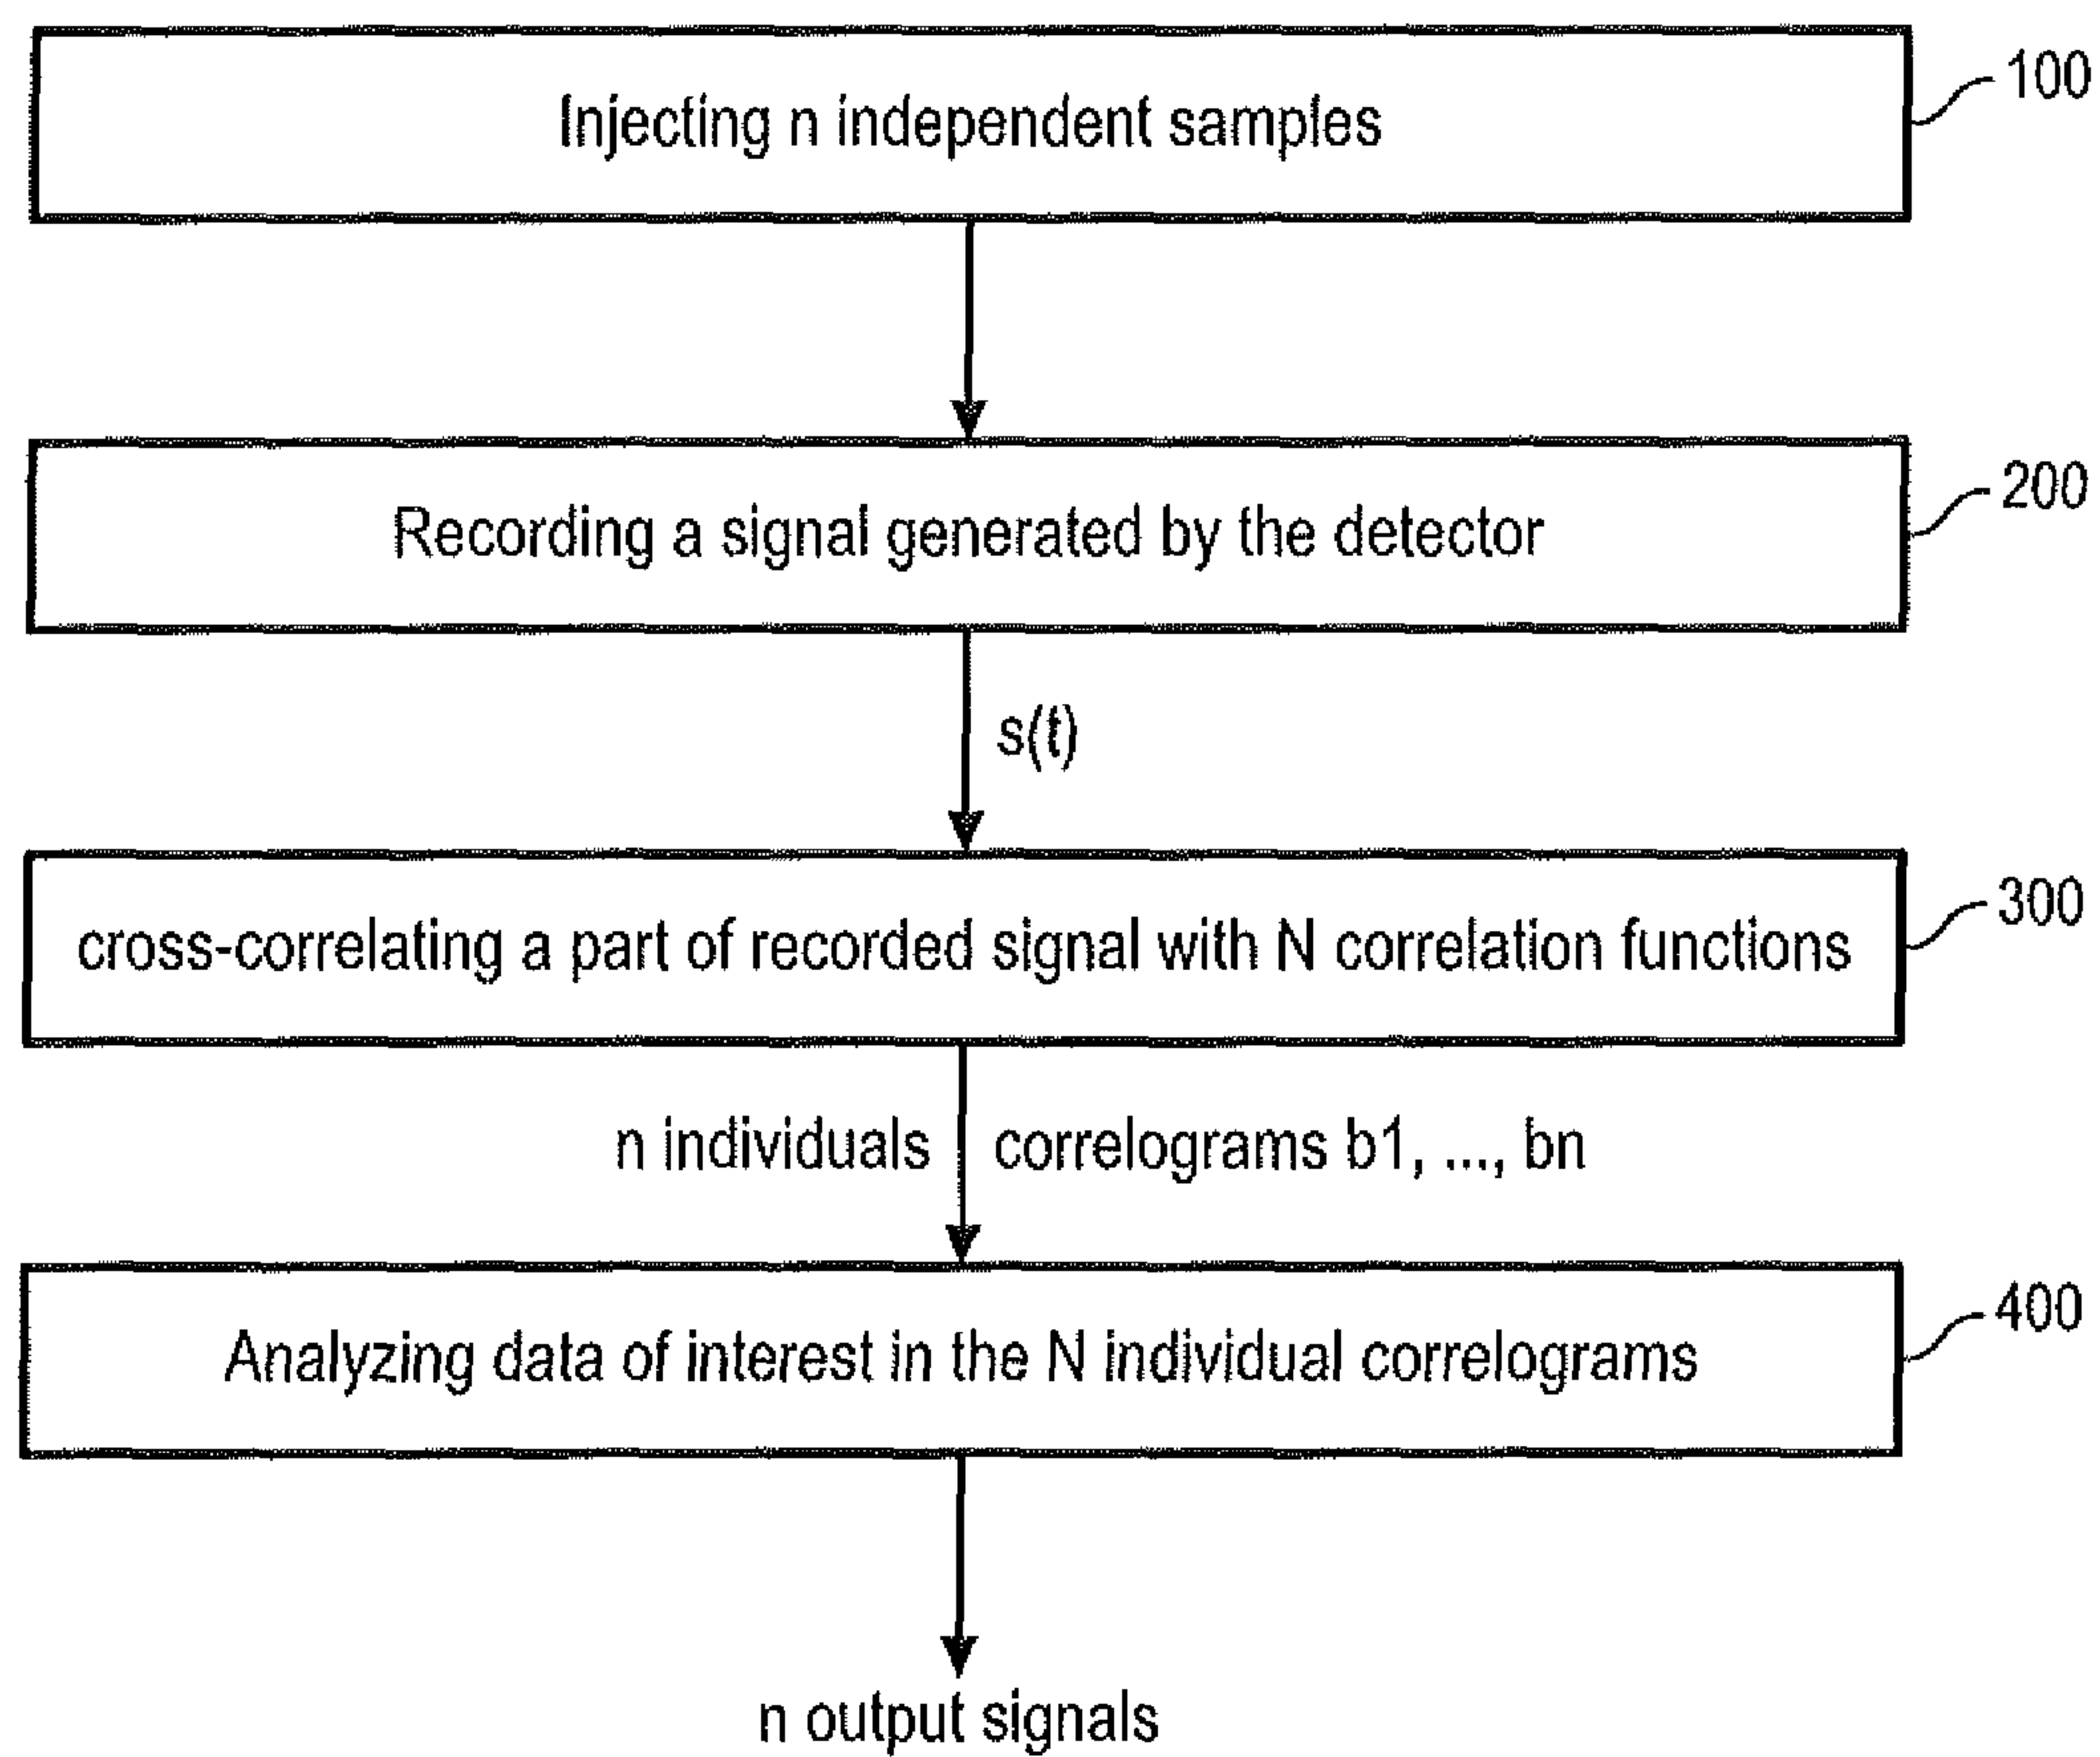 Injecting n independent samples
100
Recording a signal generated by the detector
200
s(t)
cross-correlating a part of recorded signal with N correlation functions
300
n individuals correlograms b1, ..., bn
Analyzing data of interest in the N individual correlograms
400
n output signals